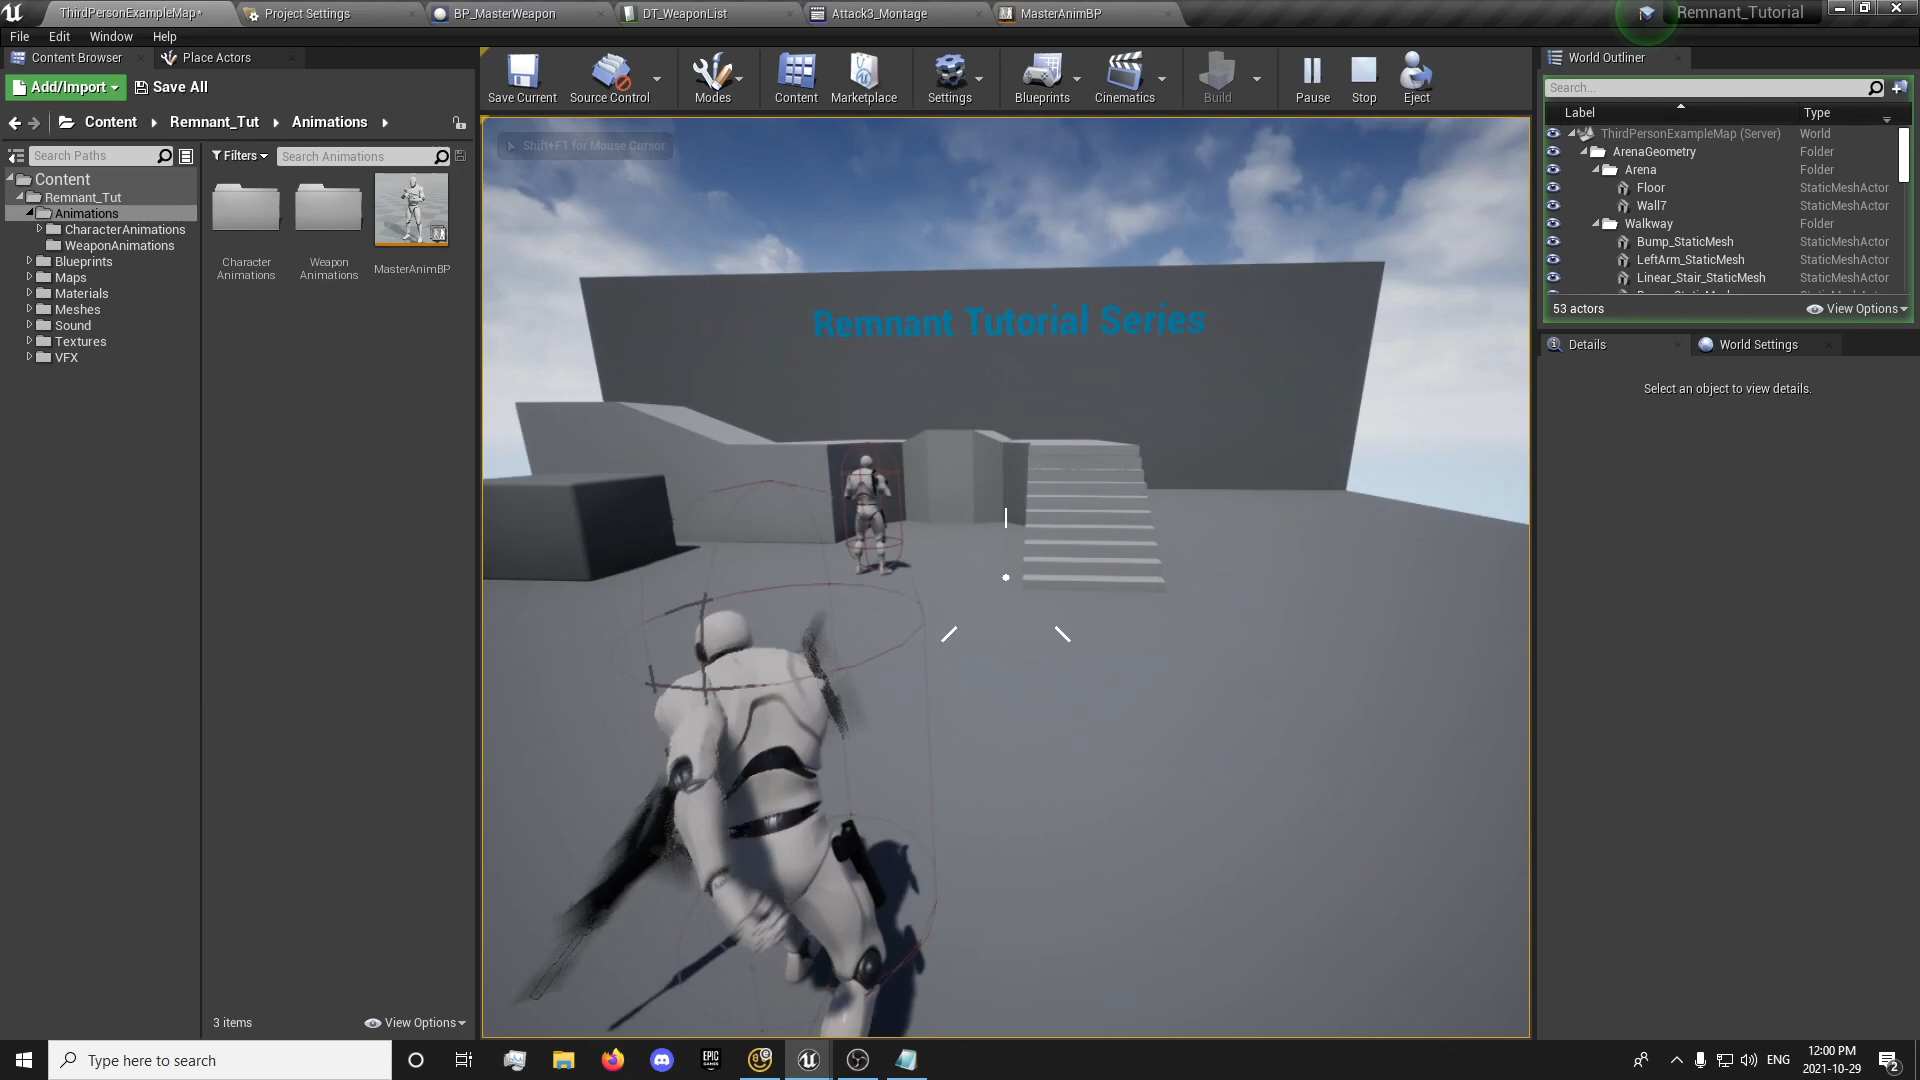 ThirdPersonExampleMap*
Project Settings
BP_MasterWeapon
DT_WeaponList
Attack3_Montage
MasterAnimBP
Remnant_Tutorial
File Edit Window Help
Content Browser
Place Actors
Add/Import
Save All
Content Remnant_Tut Animations
Search Paths
Filters
Search Animations
Content
Remnant_Tut
Animations
CharacterAnimations
WeaponAnimations
Blueprints
Maps
Materials
Meshes
Sound
Textures
VFX
Character
Animations
Weapon
Animations
MasterAnimBP
3 items
View Options
Save Current
Source Control
Modes
Content
Marketplace
Settings
Blueprints
Cinematics
Build
Pause
Stop
Eject
Shift+F1 for Mouse Cursor
Remnant Tutorial Series
World Outliner
Search...
Label
Type
ThirdPersonExampleMap (Server) World
ArenaGeometry Folder
Arena Folder
Floor StaticMeshActor
Wall7 StaticMeshActor
Walkway Folder
Bump_StaticMesh StaticMeshActor
LeftArm_StaticMesh StaticMeshActor
Linear_Stair_StaticMesh StaticMeshActor
53 actors
View Options
Details
World Settings
Select an object to view details.
Type here to search
EPIC
GAMES
ENG
12:00 PM
2021-10-29
2